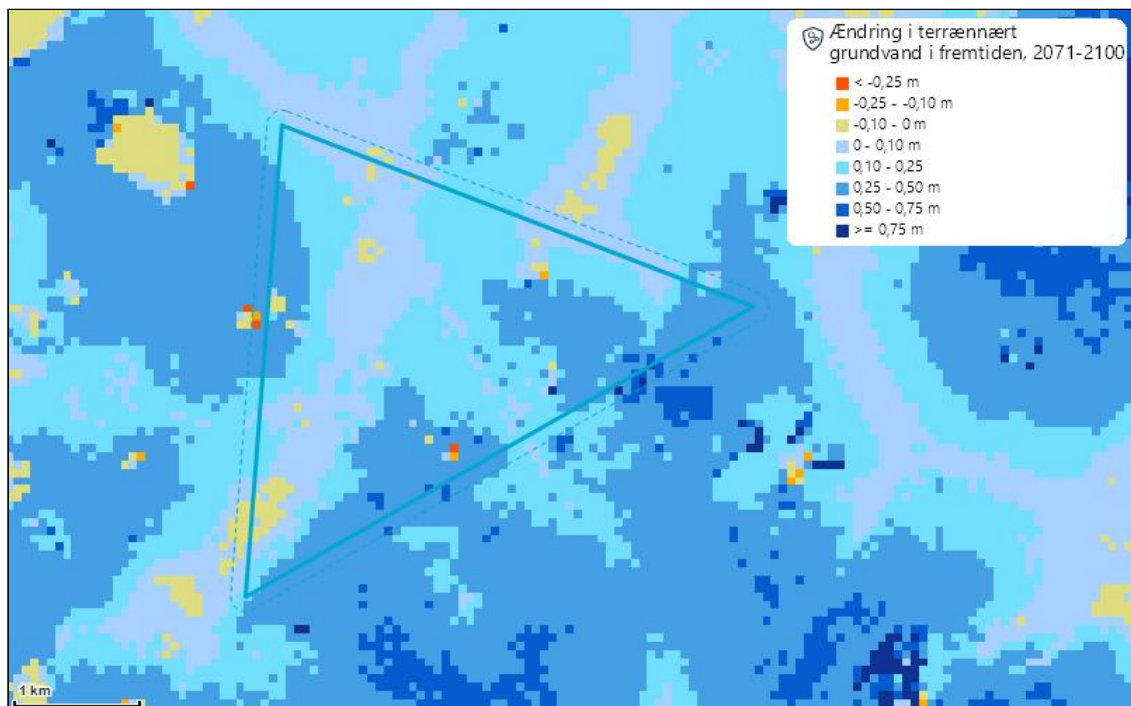 Ændring i terrænnært
grundvand i fremtiden, 2071-2100
< -0,25 m
-0,25 - -0,10 m
-0,10 - 0 m
0 - 0,10 m
0,10 - 0,25
0,25 - 0,50 m
0,50 - 0,75 m
>= 0,75 m
1 km